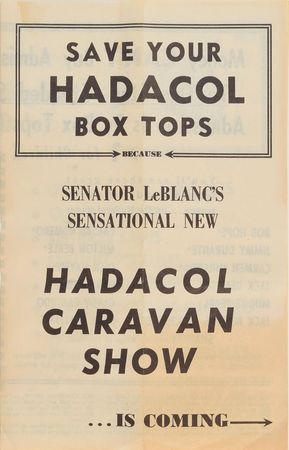 SAVE YOUR
HADACOL
BOX TOPS
BECAUSE
SENATOR LeBLANC'S
SENSATIONAL NEW
HADACOL
CARAVAN
SHOW
...IS COMING